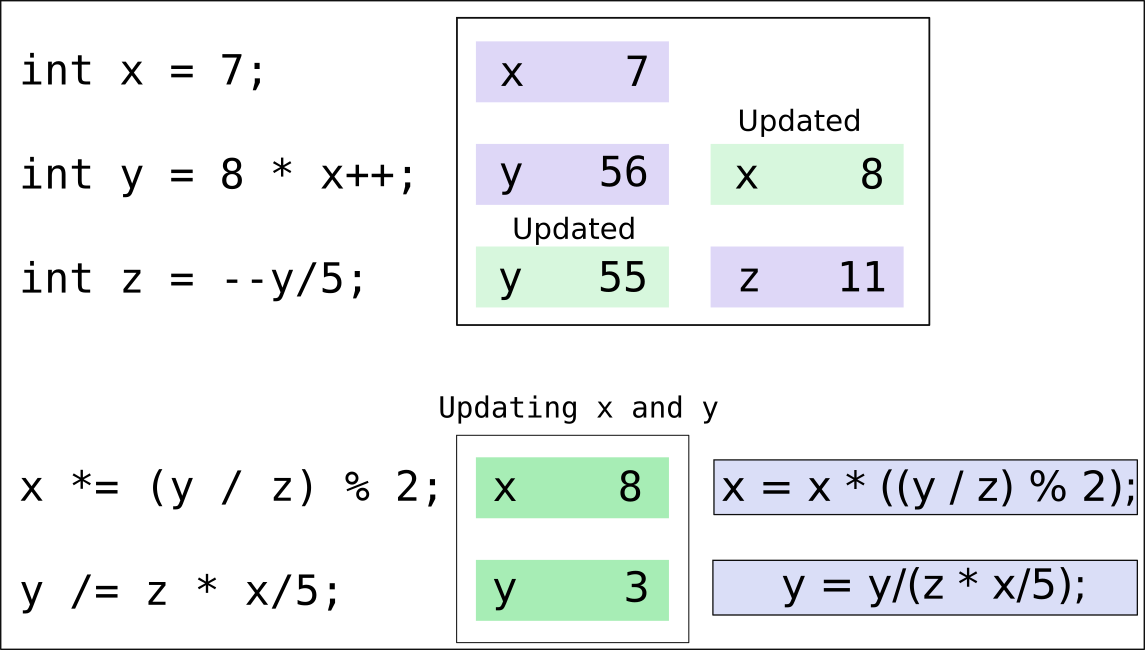 int x = 7;
x 7
Updated
int y = 8 * x++;
y 56
x 8
Updated
int z = --y/5;
y 55
z 11
Updating x and y
x *= (y / z) % 2;
x 8
x = x * ((y / z) % 2);
y /= z * x/5;
y 3
y = y/(z * x/5);